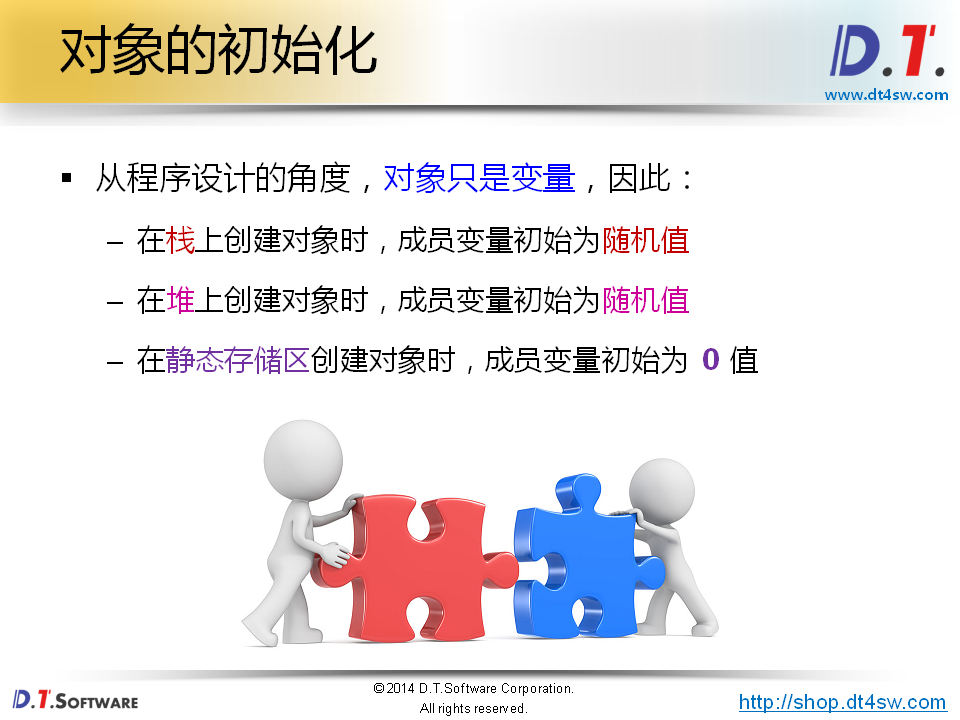 对象的初始化
D.T.
www.dt4sw.com
▪ 从程序设计的角度，对象只是变量，因此：
– 在栈上创建对象时，成员变量初始为随机值
– 在堆上创建对象时，成员变量初始为随机值
– 在静态存储区创建对象时，成员变量初始为 0 值
D.T.SOFTWARE
©2014 D.T.Software Corporation.
All rights reserved.
http://shop.dt4sw.com